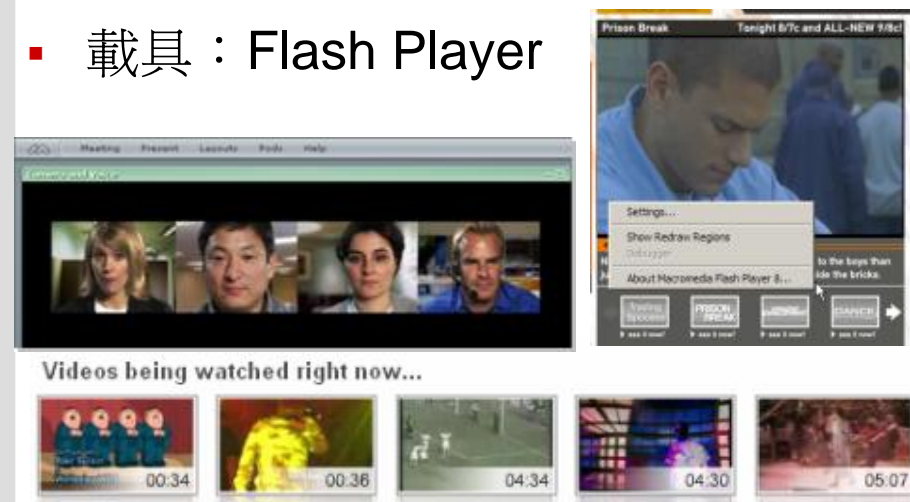 載具：Flash Player
Prison Break Tonight 8/7c and ALL-NEW 9/8c!
Meeting Present Layouts Pods Help
Settings...
Show Redraw Regions
Debugger
About Macromedia Flash Player 8...
to the boys than
ide the bricks.
PRISON BREAK
DANCE
Videos being watched right now...
00:34
00:36
04:34
04:30
05:07